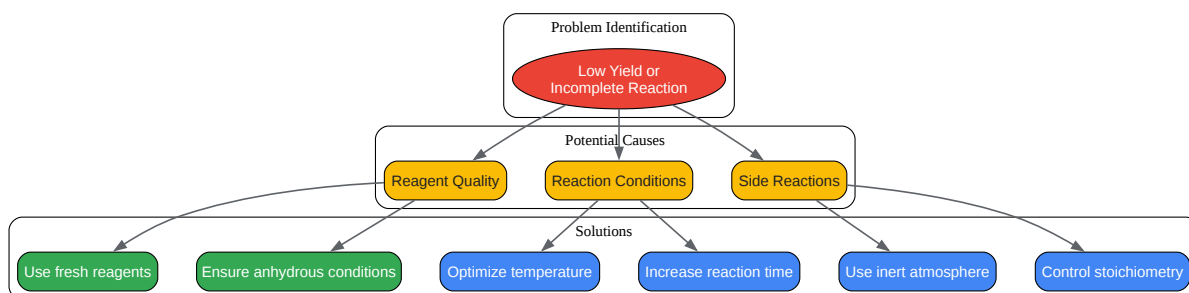 Problem Identification
Low Yield or
Incomplete Reaction
Potential Causes
Reagent Quality
Reaction Conditions
Side Reactions
Solutions
Use fresh reagents
Ensure anhydrous conditions
Optimize temperature
Increase reaction time
Use inert atmosphere
Control stoichiometry